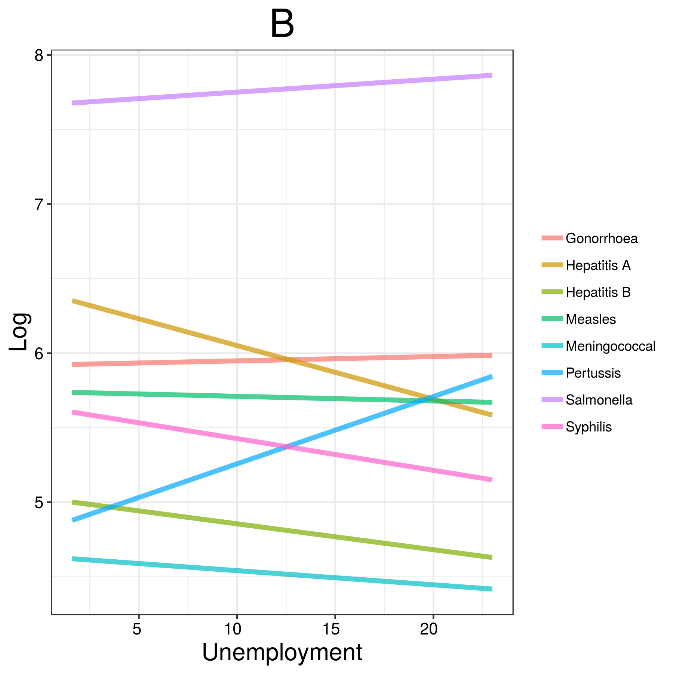 B
8
7
6
5
Log
5
10
15
20
Unemployment
Gonorrhoea
Hepatitis A
Hepatitis B
Measles
Meningococcal
Pertussis
Salmonella
Syphilis